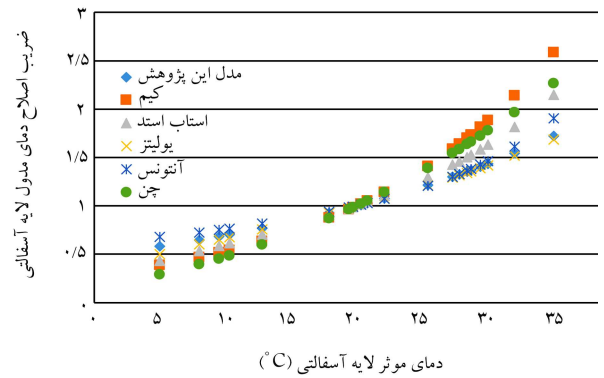 ضریب اصلاح دمای مدول لایه آسفالتی
۳
۲/۵
۲
۱/۵
۱
۰/۵
۰
مدل این پژوهش
کیم
استاب استد
یولیتز
آنتونس
چن
۰ ۵ ۱۰ ۱۵ ۲۰ ۲۵ ۳۰ ۳۵
دمای موثر لایه آسفالتی (°C)